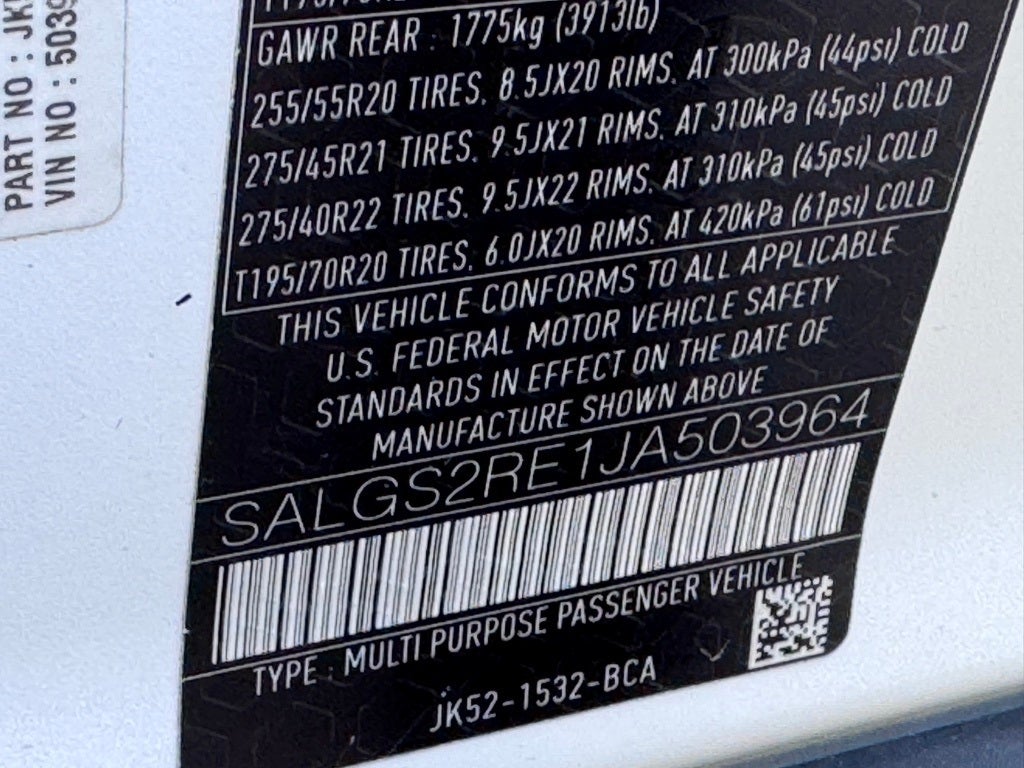 PART NO : JK
VIN NO : 5039
GAWR REAR : 1775kg (3913lb)
255/55R20 TIRES, 8.5JX20 RIMS, AT 300kPa (44psi) COLD
275/45R21 TIRES, 9.5JX21 RIMS, AT 310kPa (45psi) COLD
275/40R22 TIRES, 9.5JX22 RIMS, AT 310kPa (45psi) COLD
T195/70R20 TIRES, 6.0JX20 RIMS, AT 420kPa (61psi) COLD
THIS VEHICLE CONFORMS TO ALL APPLICABLE
U.S. FEDERAL MOTOR VEHICLE SAFETY
STANDARDS IN EFFECT ON THE DATE OF
MANUFACTURE SHOWN ABOVE
SALGS2RE1JA503964
TYPE : MULTI PURPOSE PASSENGER VEHICLE
JK52-1532-BCA